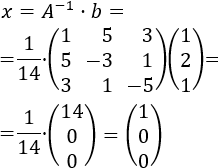 x = A⁻¹ · b =
= 1/14 · (1 5 3; 5 −3 1; 3 1 −5) (1; 2; 1) =
= 1/14 · (14; 0; 0) = (1; 0; 0)